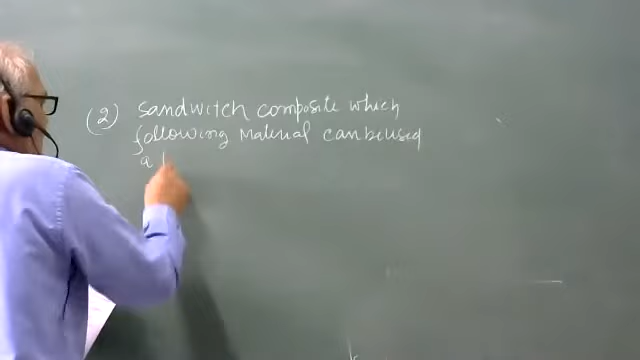 (2) Sandwitch composite which
following Material can be used
a